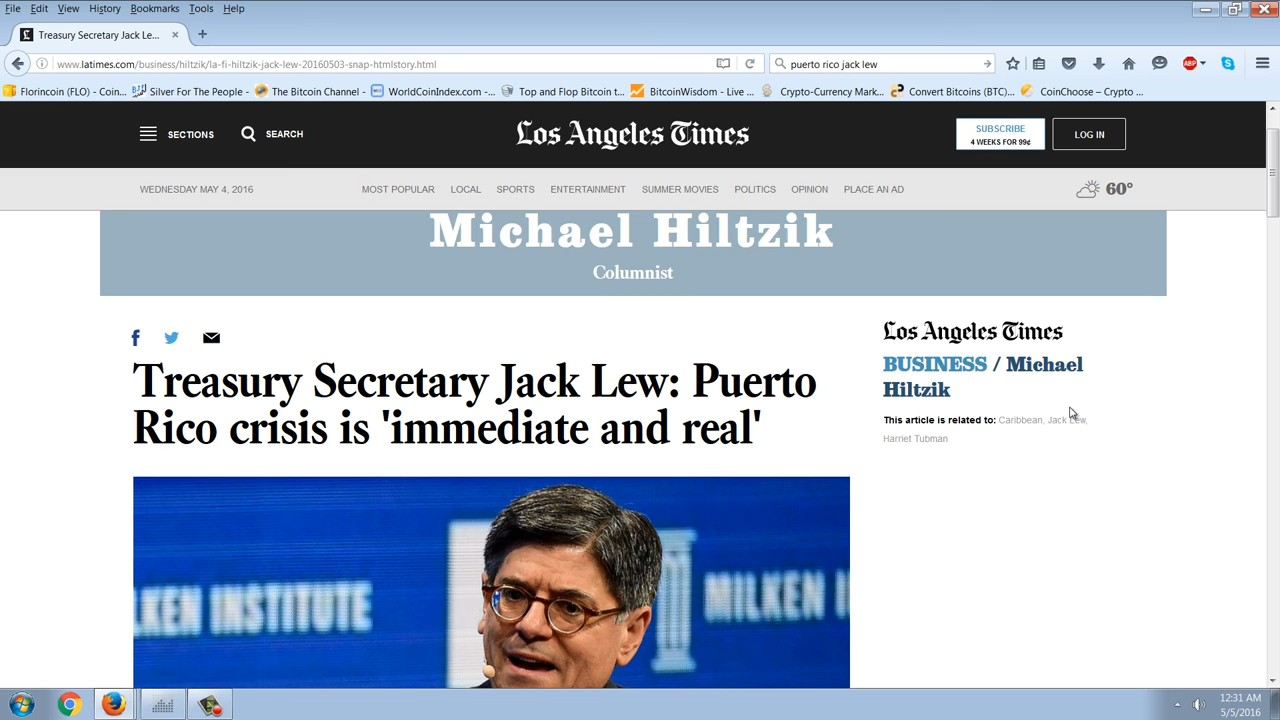 File Edit View History Bookmarks Tools Help
Treasury Secretary Jack Le...
www.latimes.com/business/hiltzik/la-fi-hiltzik-jack-lew-20160503-snap-htmlstory.html
puerto rico jack lew
ABP
Florincoin (FLO) - Coin... Silver For The People - The Bitcoin Channel - WorldCoinIndex.com -... Top and Flop Bitcoin t... BitcoinWisdom - Live ... Crypto-Currency Mark... Convert Bitcoins (BTC)... CoinChoose – Crypto ...
SECTIONS SEARCH
Los Angeles Times
SUBSCRIBE
4 WEEKS FOR 99¢
LOG IN
WEDNESDAY MAY 4, 2016 MOST POPULAR LOCAL SPORTS ENTERTAINMENT SUMMER MOVIES POLITICS OPINION PLACE AN AD 60°
Michael Hiltzik
Columnist
Treasury Secretary Jack Lew: Puerto
Rico crisis is 'immediate and real'
Los Angeles Times
BUSINESS / Michael
Hiltzik
This article is related to: Caribbean, Jack Lew,
Harriet Tubman
LKEN INSTITUTE
MILKEN I
12:31 AM
5/5/2016